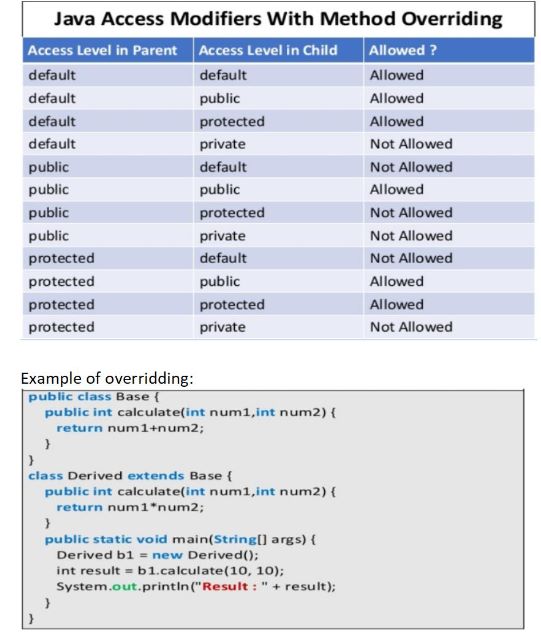 Java Access Modifiers With Method Overriding
Access Level in Parent Access Level in Child Allowed ?
default default Allowed
default public Allowed
default protected Allowed
default private Not Allowed
public default Not Allowed
public public Allowed
public protected Not Allowed
public private Not Allowed
protected default Not Allowed
protected public Allowed
protected protected Allowed
protected private Not Allowed
Example of overridding:
public class Base {
public int calculate(int num1,int num2) {
return num1+num2;
}
}
class Derived extends Base {
public int calculate(int num1,int num2) {
return num1*num2;
}
public static void main(String[] args) {
Derived b1 = new Derived();
int result = b1.calculate(10, 10);
System.out.println("Result : " + result);
}
}